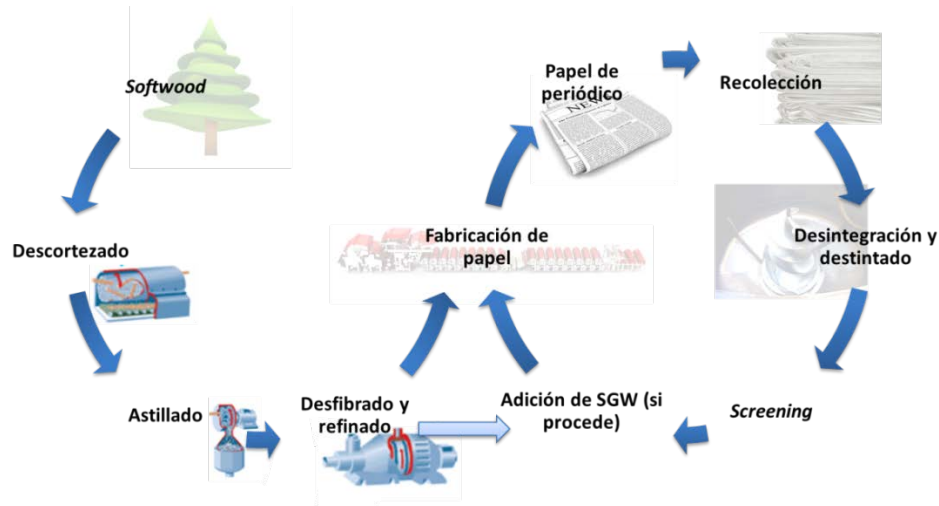 Softwood
Descortezado
Astillado
Desfibrado y
refinado
Fabricación de
papel
Papel de
periódico
NEWS
Recolección
Desintegración y
destintado
Screening
Adición de SGW (si
procede)